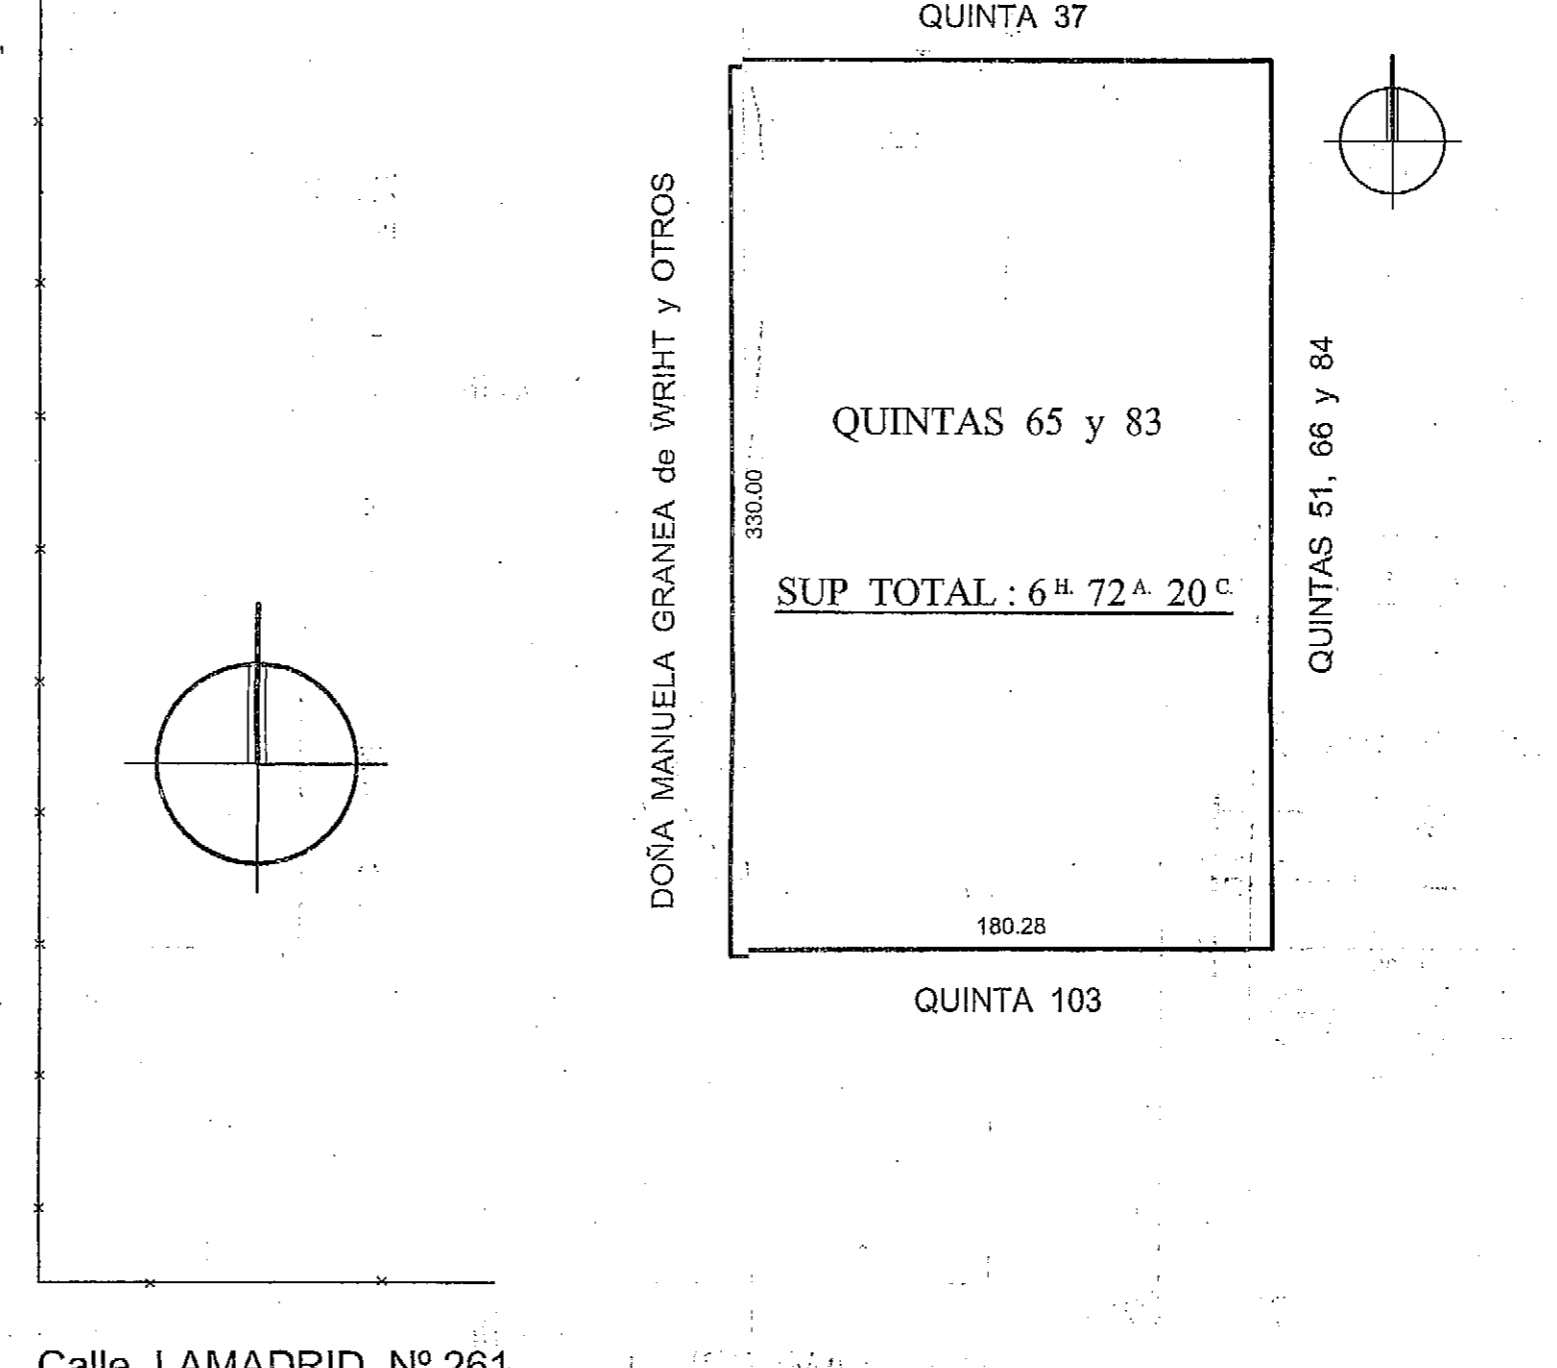 QUINTA 37
DOÑA MANUELA GRANEA de WRIHT y OTROS
QUINTAS 65 y 83
330.00
QUINTAS 51, 66 y 84
SUP TOTAL : 6 H. 72 A. 20 C.
180.28
QUINTA 103
Calle LAMADRID Nº 261